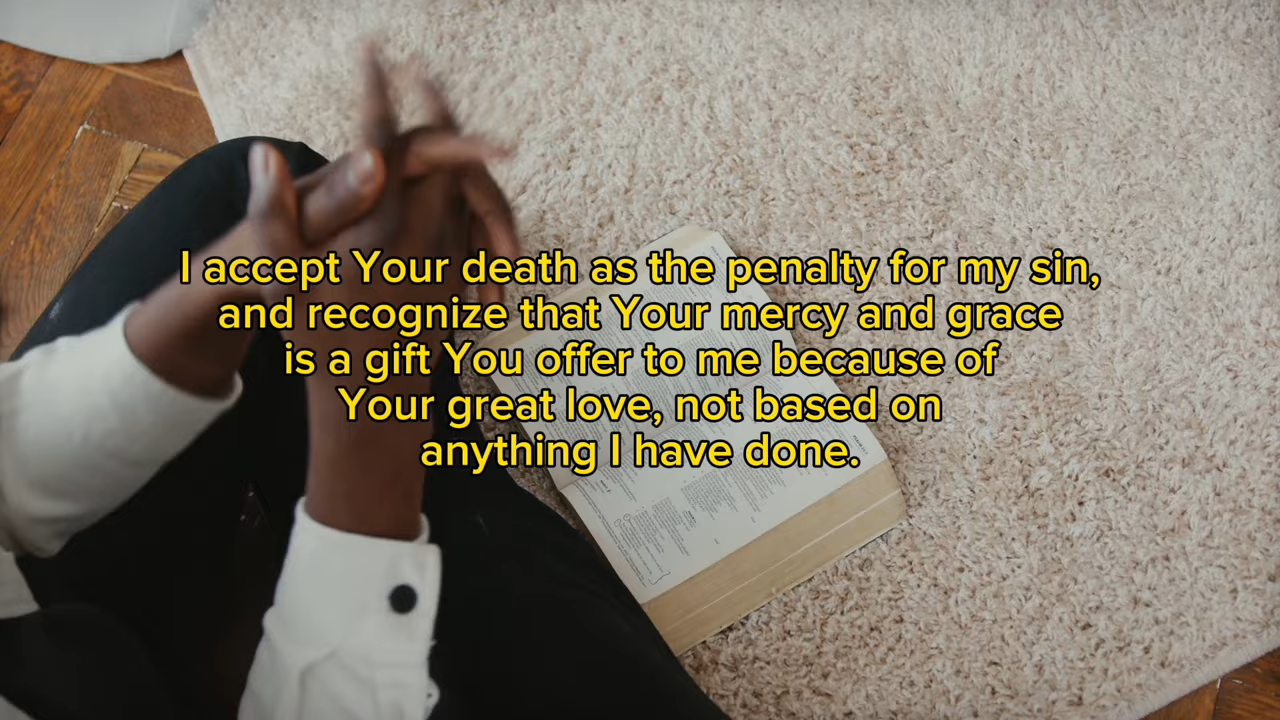 I accept Your death as the penalty for my sin,
and recognize that Your mercy and grace
is a gift You offer to me because of
Your great love, not based on
anything I have done.